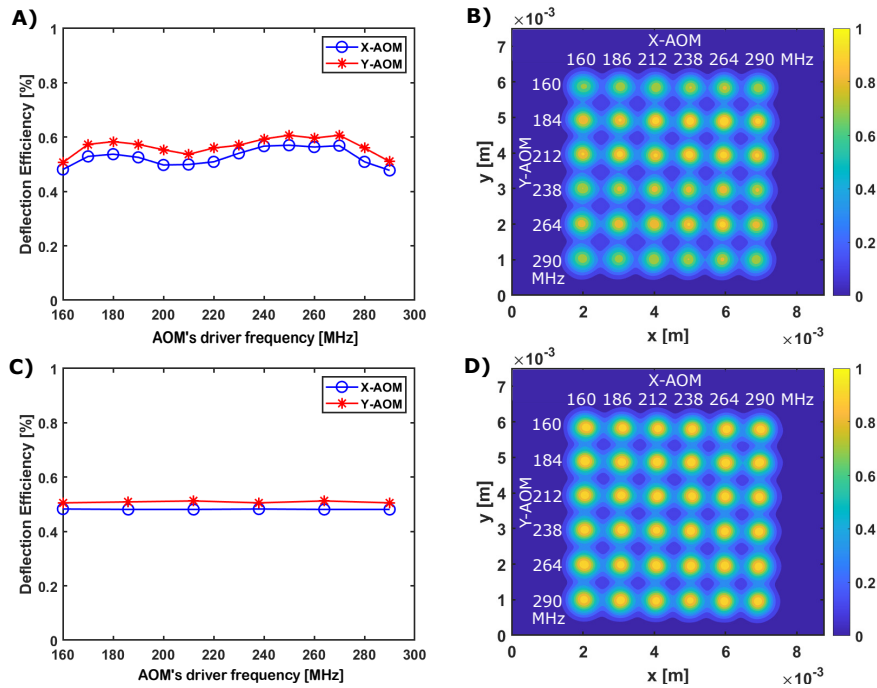 A)
Deflection Efficiency [%]
1
0.8
0.6
0.4
0.2
0
X-AOM
Y-AOM
160 180 200 220 240 260 280 300
AOM's driver frequency [MHz]
B)
×10⁻³
y [m]
7
6
5
4
3
2
1
0
X-AOM
160 186 212 238 264 290 MHz
Y-AOM
160
184
212
238
264
290
MHz
0 2 4 6 8
x [m]
×10⁻³
1
0.8
0.6
0.4
0.2
0
C)
Deflection Efficiency [%]
1
0.8
0.6
0.4
0.2
0
X-AOM
Y-AOM
160 180 200 220 240 260 280 300
AOM's driver frequency [MHz]
D)
×10⁻³
y [m]
7
6
5
4
3
2
1
0
X-AOM
160 186 212 238 264 290 MHz
Y-AOM
160
184
212
238
264
290
MHz
0 2 4 6 8
x [m]
×10⁻³
1
0.8
0.6
0.4
0.2
0